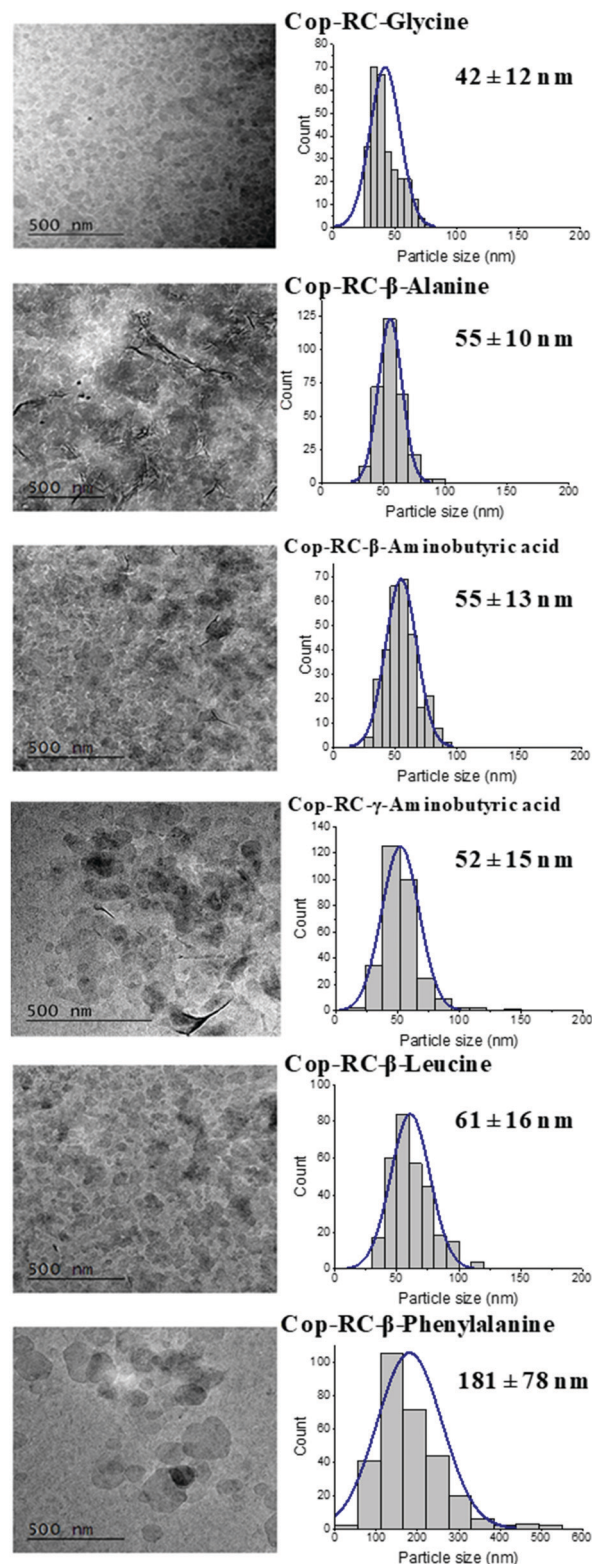 Cop-RC-Glycine
42 ± 12 nm
Count
80
70
60
50
40
30
20
10
0
0 50 100 150 200
Particle size (nm)
500 nm
Cop-RC-β-Alanine
55 ± 10 nm
Count
125
100
75
50
25
0
0 50 100 150 200
Particle size (nm)
500 nm
Cop-RC-β-Aminobutyric acid
55 ± 13 nm
Count
70
60
50
40
30
20
10
0
0 50 100 150 200
Particle size (nm)
500 nm
Cop-RC-γ-Aminobutyric acid
52 ± 15 nm
Count
140
120
100
80
60
40
20
0
0 50 100 150 200
Particle size (nm)
500 nm
Cop-RC-β-Leucine
61 ± 16 nm
Count
100
80
60
40
20
0
0 50 100 150 200
Particle size (nm)
500 nm
Cop-RC-β-Phenylalanine
181 ± 78 nm
Count
100
80
60
40
20
0
0 100 200 300 400 500 600
Particle size (nm)
500 nm